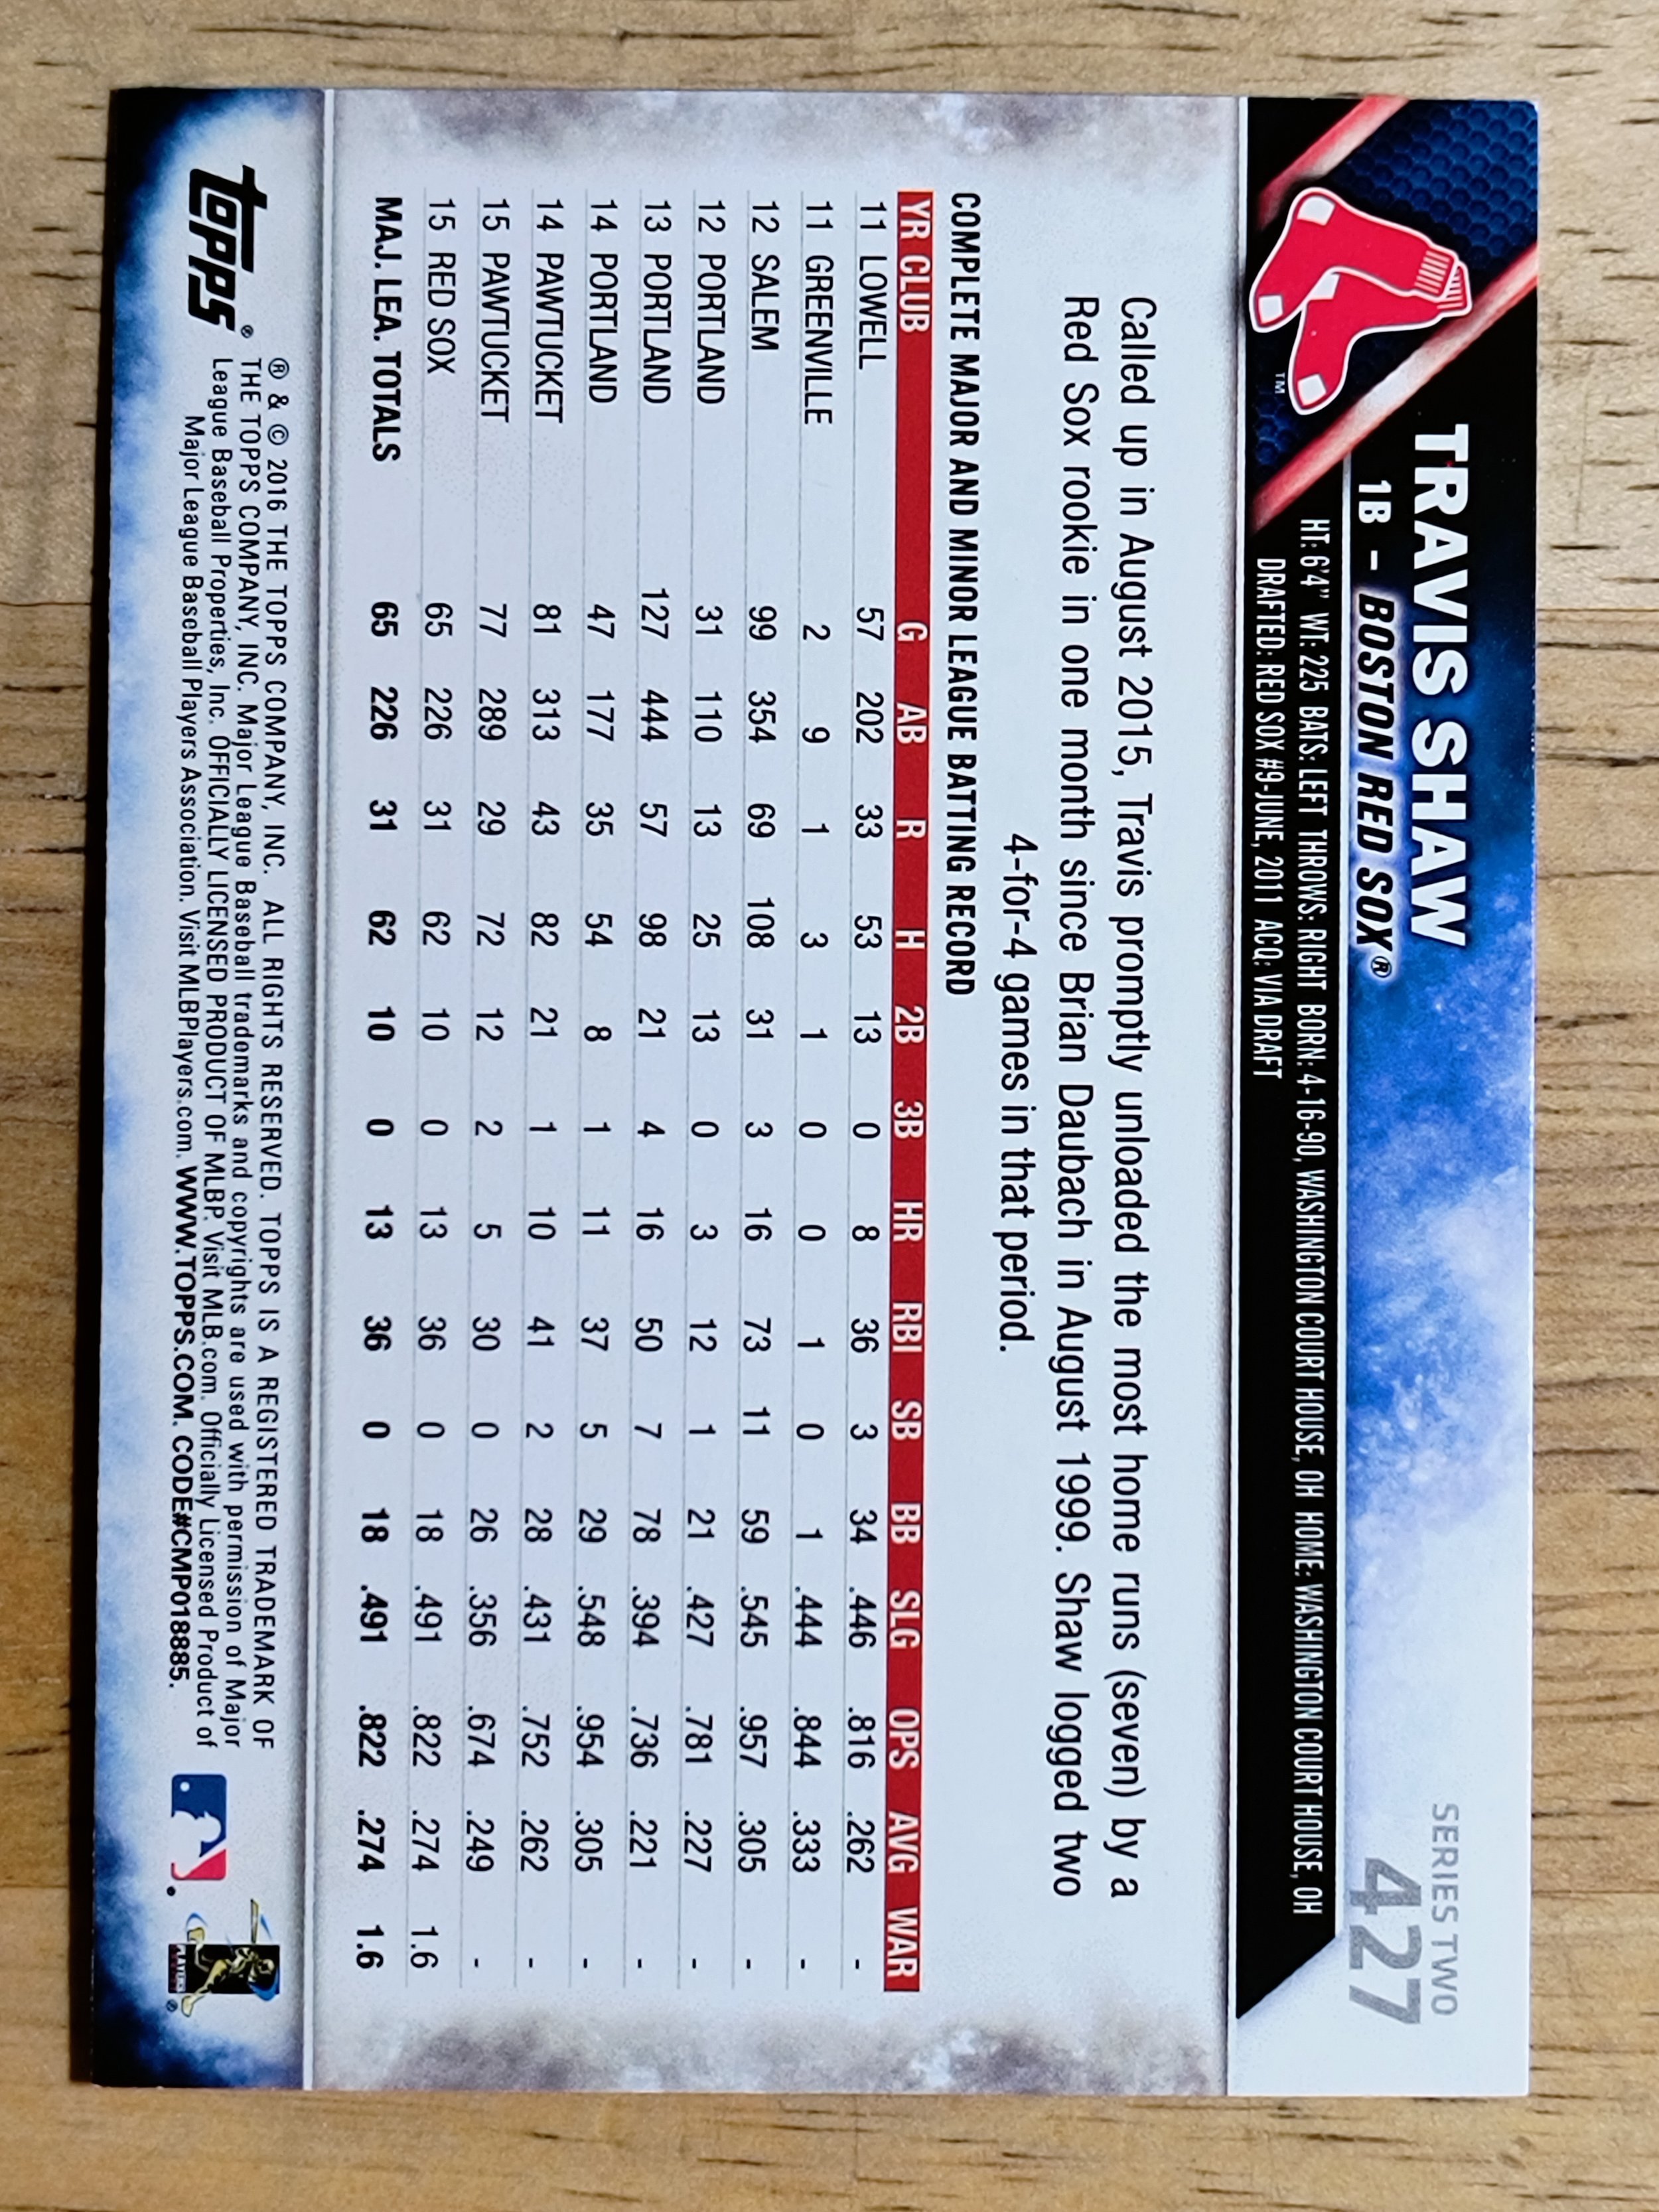 SERIES TWO
427
TRAVIS SHAW
1B - BOSTON RED SOX®
HT: 6'4" WT: 225 BATS: LEFT THROWS: RIGHT BORN: 4-16-90, WASHINGTON COURT HOUSE, OH HOME: WASHINGTON COURT HOUSE, OH
DRAFTED: RED SOX #9-JUNE, 2011 ACQ: VIA DRAFT
TM
Called up in August 2015, Travis promptly unloaded the most home runs (seven) by a
Red Sox rookie in one month since Brian Daubach in August 1999. Shaw logged two
4-for-4 games in that period.
COMPLETE MAJOR AND MINOR LEAGUE BATTING RECORD
YR CLUB G AB R H 2B 3B HR RBI SB BB SLG OPS AVG WAR
11 LOWELL 57 202 33 53 13 0 8 36 3 34 .446 .816 .262 -
11 GREENVILLE 2 9 1 3 1 0 0 1 0 1 .444 .844 .333 -
12 SALEM 99 354 69 108 31 3 16 73 11 59 .545 .957 .305 -
12 PORTLAND 31 110 13 25 13 0 3 12 1 21 .427 .781 .227 -
13 PORTLAND 127 444 57 98 21 4 16 50 7 78 .394 .736 .221 -
14 PORTLAND 47 177 35 54 8 1 11 37 5 29 .548 .954 .305 -
14 PAWTUCKET 81 313 43 82 21 1 10 41 2 28 .431 .752 .262 -
15 PAWTUCKET 77 289 29 72 12 2 5 30 0 26 .356 .674 .249 -
15 RED SOX 65 226 31 62 10 0 13 36 0 18 .491 .822 .274 1.6
MAJ. LEA. TOTALS 65 226 31 62 10 0 13 36 0 18 .491 .822 .274 1.6
topps®
® & © 2016 THE TOPPS COMPANY, INC. ALL RIGHTS RESERVED. TOPPS IS A REGISTERED TRADEMARK OF
THE TOPPS COMPANY, INC. Major League Baseball trademarks and copyrights are used with permission of Major
League Baseball Properties, Inc. OFFICIALLY LICENSED PRODUCT OF MLBP. Visit MLB.com. Officially Licensed Product of
Major League Baseball Players Association. Visit MLBPlayers.com. WWW.TOPPS.COM. CODE#CMP018885.